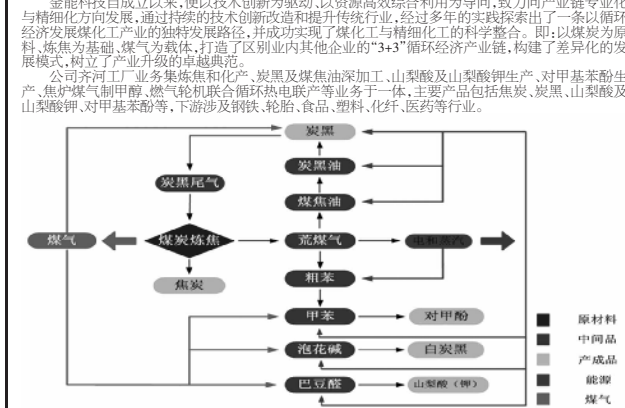 金能科技自成立以来,便以技术创新为驱动、以资源高效综合利用为导向,致力向产业链专业化
与精细化方向发展,通过持续的技术创新改造和提升传统行业,经过多年的实践探索出了一条以循环
经济发展煤化工产业的独特发展路径,并成功实现了煤化工与精细化工的科学整合。即:以煤炭为原
料、炼焦为基础、煤气为载体,打造了区别业内其他企业的“3+3”循环经济产业链,构建了差异化的发
展模式,树立了产业升级的卓越典范。
公司齐河工厂业务集炼焦和化产、炭黑及煤焦油深加工、山梨酸及山梨酸钾生产、对甲基苯酚生
产、焦炉煤气制甲醇、燃气轮机联合循环热电联产等业务于一体,主要产品包括焦炭、炭黑、山梨酸及
山梨酸钾、对甲基苯酚等,下游涉及钢铁、轮胎、食品、塑料、化纤、医药等行业。
炭黑
炭黑油
炭黑尾气
煤焦油
煤气
煤炭炼焦
荒煤气
电和蒸汽
焦炭
粗苯
甲苯
对甲酚
泡花碱
白炭黑
巴豆醛
山梨酸(钾)
原材料
中间品
产成品
能源
煤气